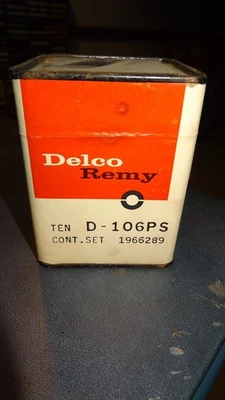 Delco
Remy
TEN D-106PS
CONT. SET 1966289